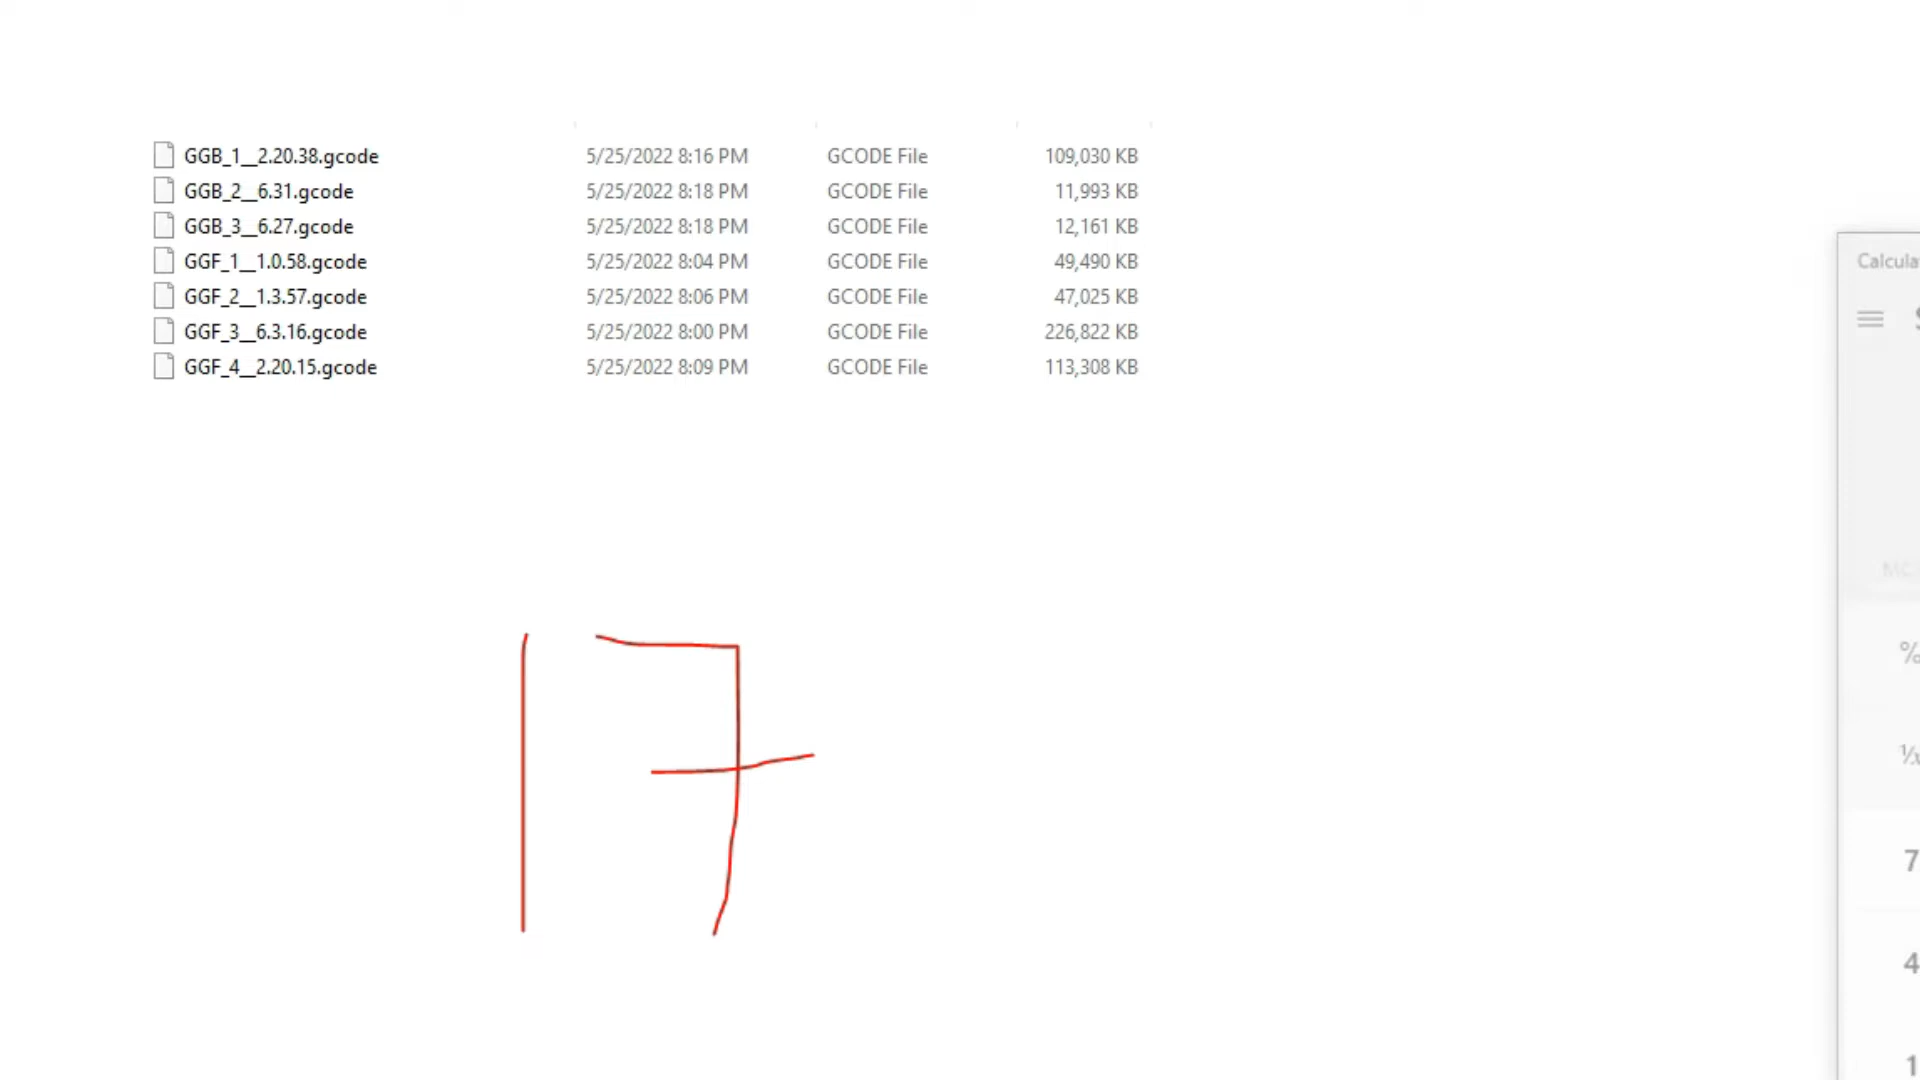 GGB_1__2.20.38.gcode 5/25/2022 8:16 PM GCODE File 109,030 KB
GGB_2__6.31.gcode 5/25/2022 8:18 PM GCODE File 11,993 KB
GGB_3__6.27.gcode 5/25/2022 8:18 PM GCODE File 12,161 KB
GGF_1__1.0.58.gcode 5/25/2022 8:04 PM GCODE File 49,490 KB
GGF_2__1.3.57.gcode 5/25/2022 8:06 PM GCODE File 47,025 KB
GGF_3__6.3.16.gcode 5/25/2022 8:00 PM GCODE File 226,822 KB
GGF_4__2.20.15.gcode 5/25/2022 8:09 PM GCODE File 113,308 KB
Calcula
MC
%
17
¹/x
7
4
1